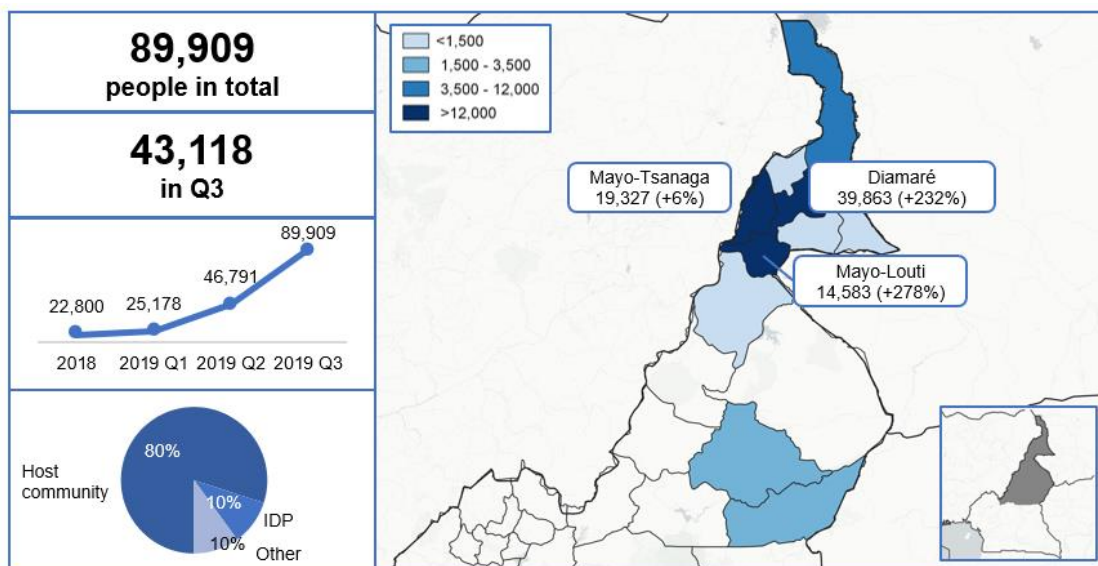 89,909
people in total
43,118
in Q3
89,909
46,791
22,800
25,178
2018
2019 Q1
2019 Q2
2019 Q3
80%
Host
community
10%
IDP
10%
Other
<1,500
1,500 - 3,500
3,500 - 12,000
>12,000
Mayo-Tsanaga
19,327 (+6%)
Diamaré
39,863 (+232%)
Mayo-Louti
14,583 (+278%)